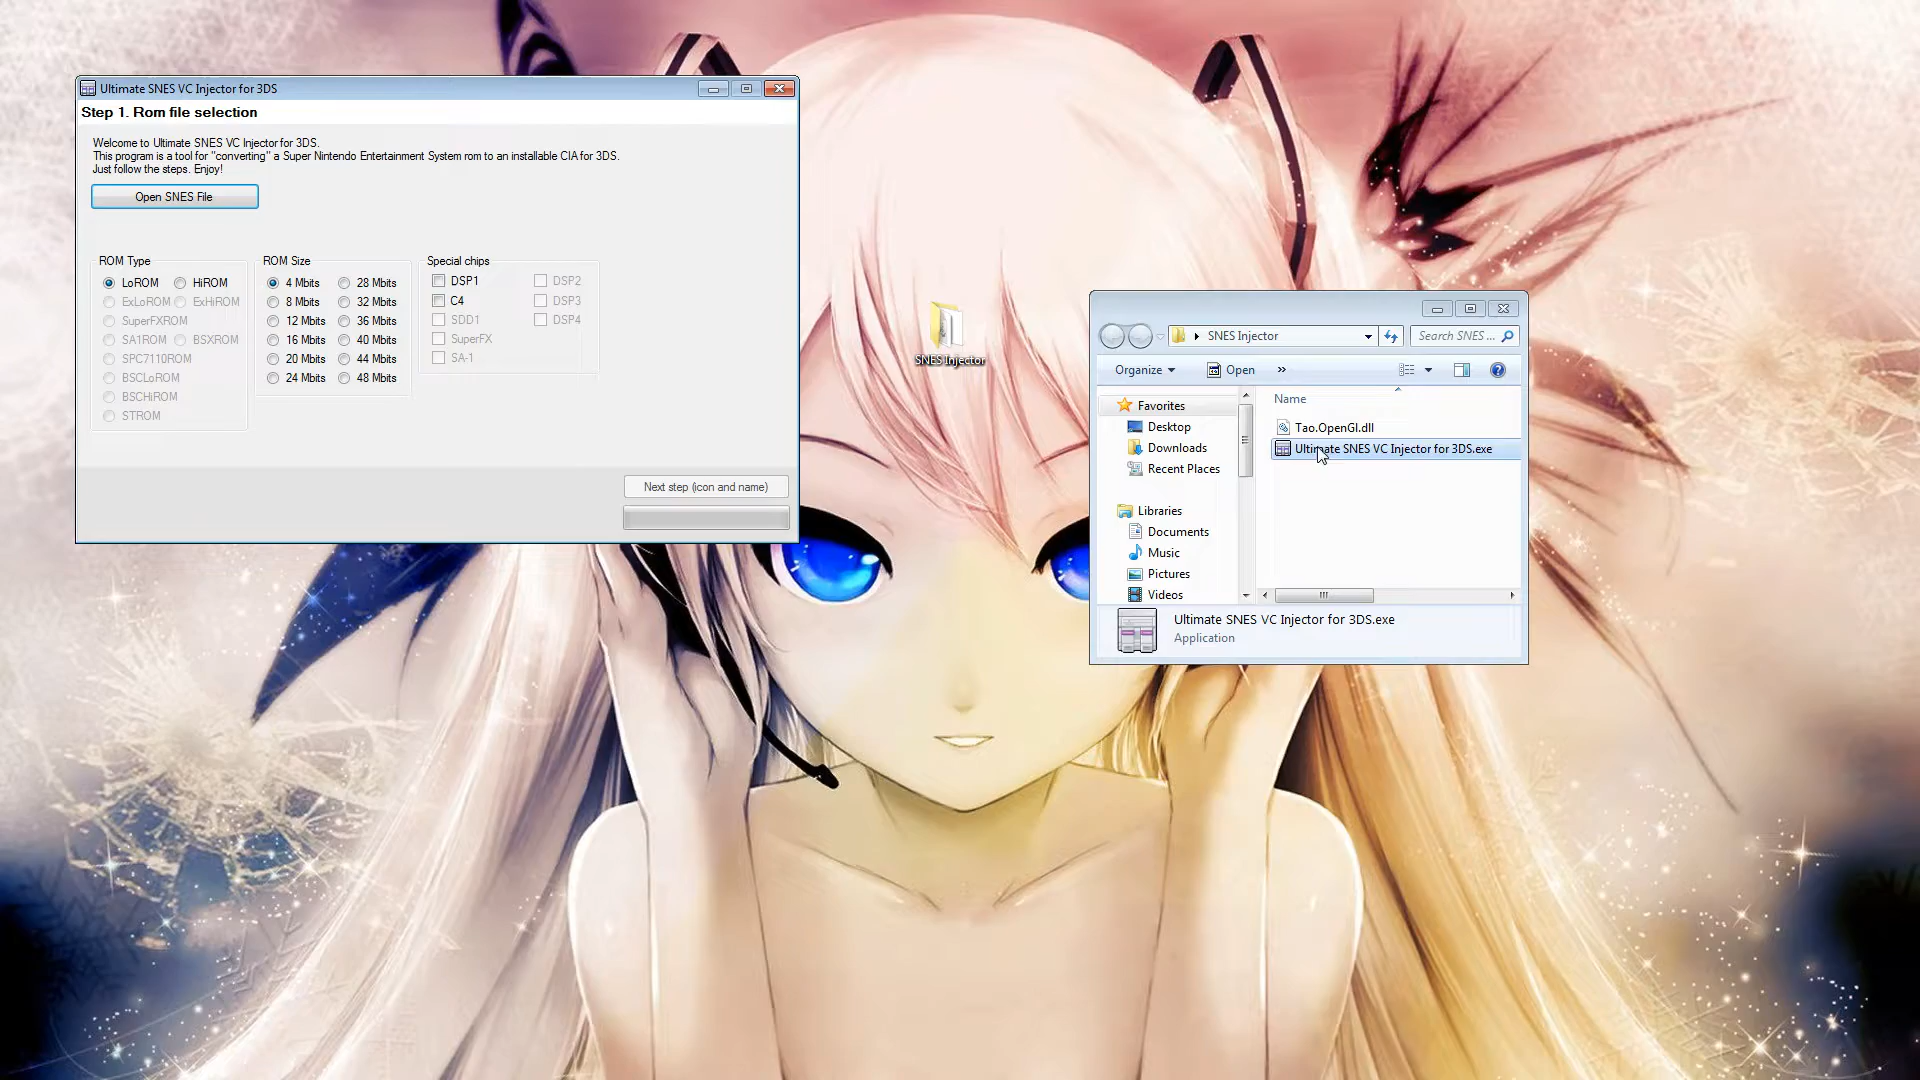 Ultimate SNES VC Injector for 3DS
Step 1. Rom file selection
Welcome to Ultimate SNES VC Injector for 3DS.
This program is a tool for "converting" a Super Nintendo Entertainment System rom to an installable CIA for 3DS.
Just follow the steps. Enjoy!
Open SNES File
ROM Type
LoROM HiROM
ExLoROM ExHiROM
SuperFXROM
SA1ROM BSXROM
SPC7110ROM
BSCLoROM
BSCHiROM
STROM
ROM Size
4 Mbits 28 Mbits
8 Mbits 32 Mbits
12 Mbits 36 Mbits
16 Mbits 40 Mbits
20 Mbits 44 Mbits
24 Mbits 48 Mbits
Special chips
DSP1 DSP2
C4 DSP3
SDD1 DSP4
SuperFX
SA-1
Next step (icon and name)
SNES Injector
SNES Injector
Search SNES ...
Organize Open »
Favorites
Desktop
Downloads
Recent Places
Libraries
Documents
Music
Pictures
Videos
Name
Tao.OpenGl.dll
Ultimate SNES VC Injector for 3DS.exe
Ultimate SNES VC Injector for 3DS.exe
Application